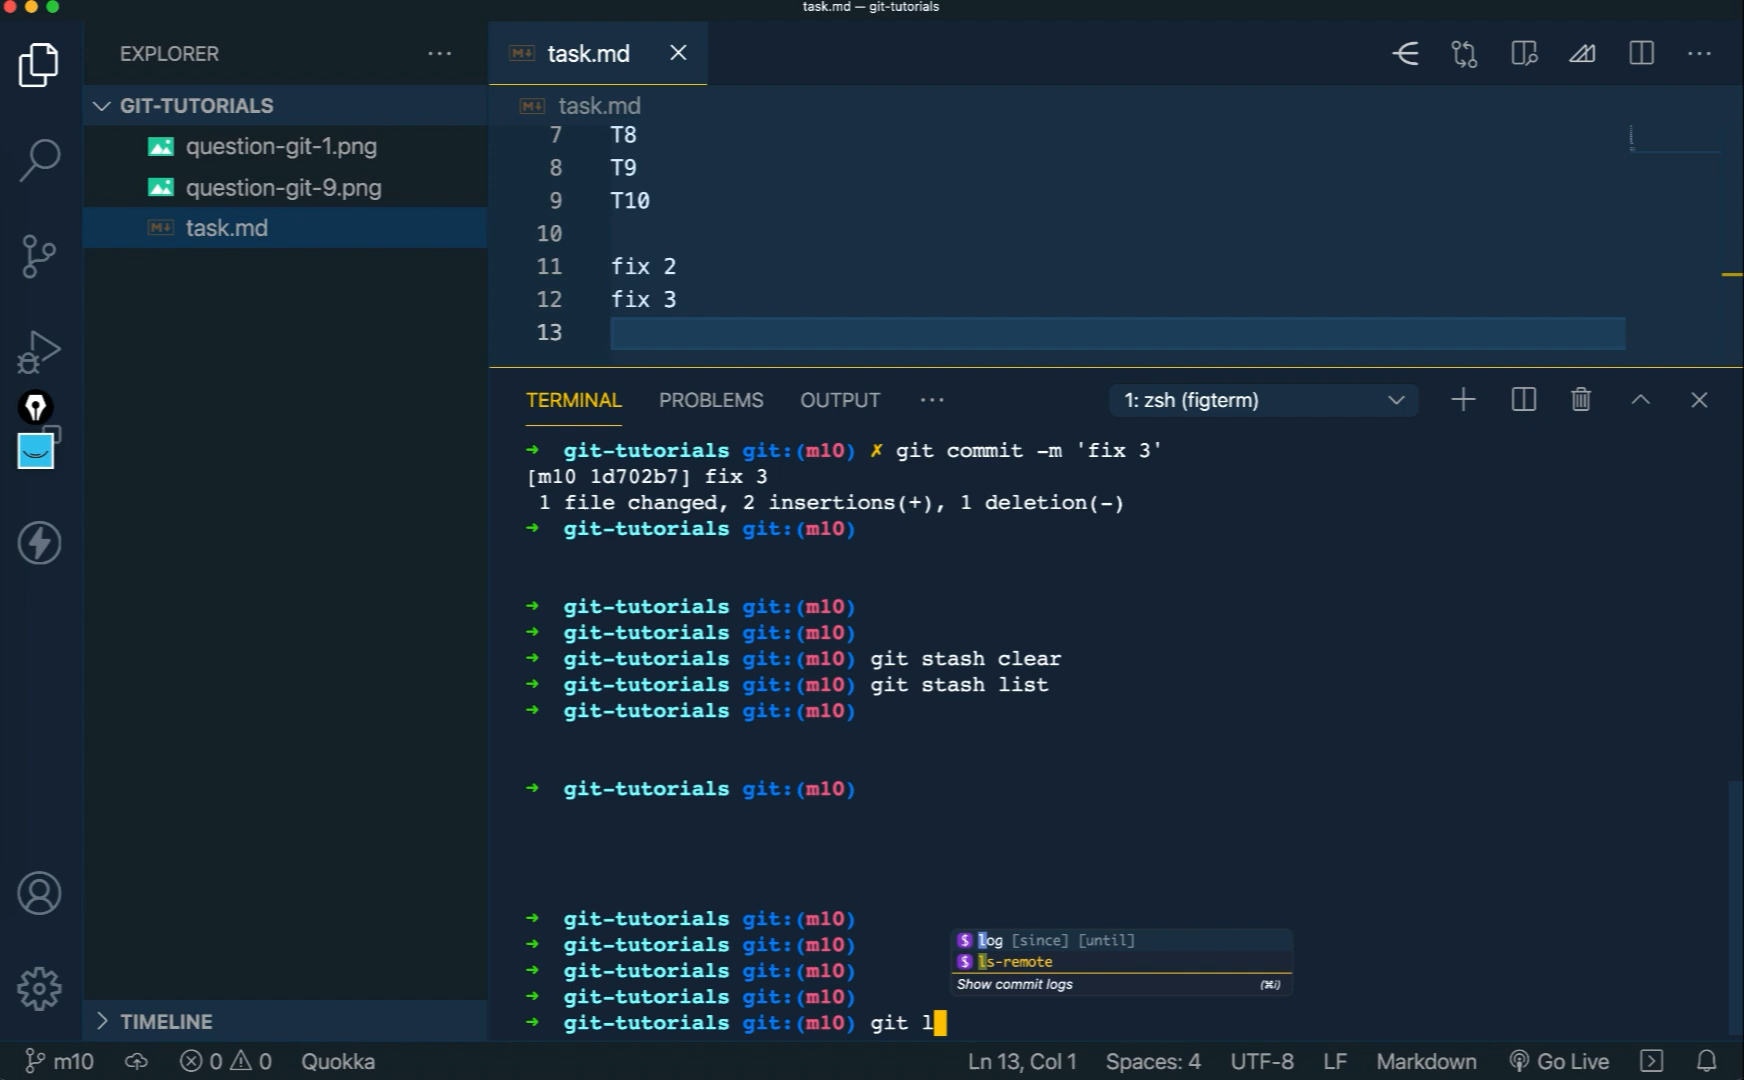 task.md — git-tutorials
EXPLORER
GIT-TUTORIALS
question-git-1.png
question-git-9.png
task.md
TIMELINE
task.md
task.md
7 T8
8 T9
9 T10
10
11 fix 2
12 fix 3
13
TERMINAL PROBLEMS OUTPUT ··· 1: zsh (figterm)
➜ git-tutorials git:(m10) ✗ git commit -m 'fix 3'
[m10 1d702b7] fix 3
1 file changed, 2 insertions(+), 1 deletion(-)
➜ git-tutorials git:(m10)
➜ git-tutorials git:(m10)
➜ git-tutorials git:(m10)
➜ git-tutorials git:(m10) git stash clear
➜ git-tutorials git:(m10) git stash list
➜ git-tutorials git:(m10)
➜ git-tutorials git:(m10)
➜ git-tutorials git:(m10)
➜ git-tutorials git:(m10)
➜ git-tutorials git:(m10)
➜ git-tutorials git:(m10)
➜ git-tutorials git:(m10) git l
$ log [since] [until]
$ ls-remote
Show commit logs (⌘i)
m10 0 0 Quokka Ln 13, Col 1 Spaces: 4 UTF-8 LF Markdown Go Live